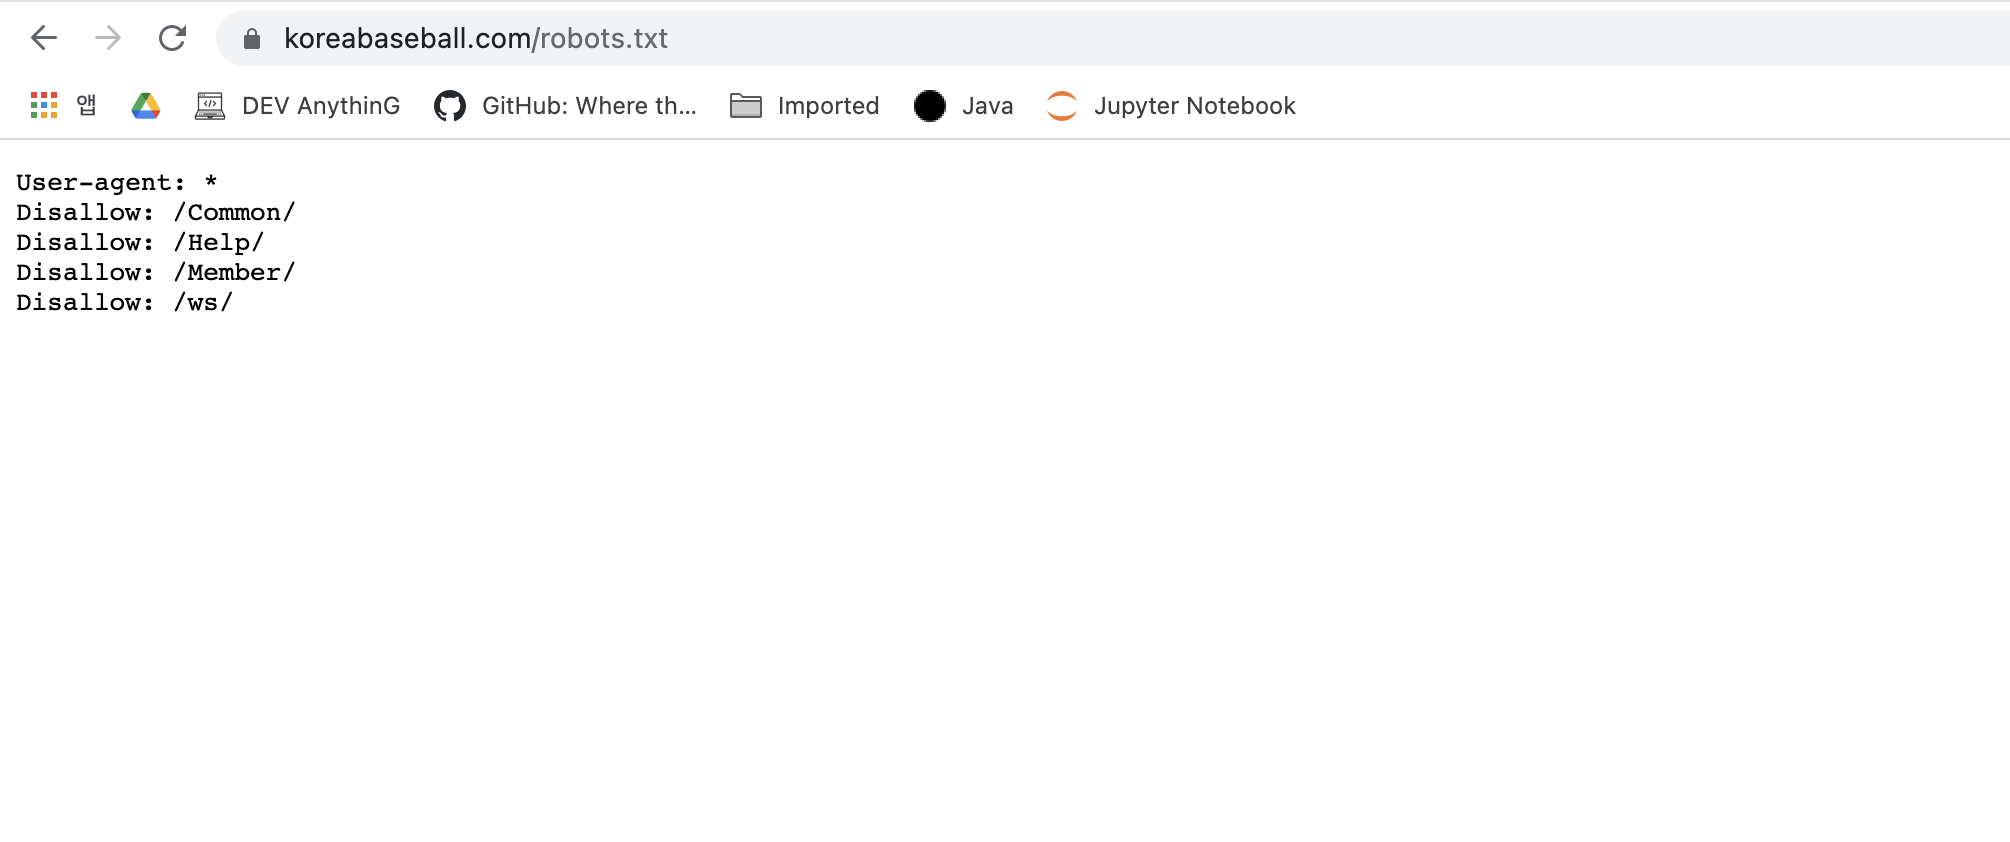 koreabaseball.com/robots.txt
앱 DEV AnythinG GitHub: Where th... Imported Java Jupyter Notebook
User-agent: *
Disallow: /Common/
Disallow: /Help/
Disallow: /Member/
Disallow: /ws/